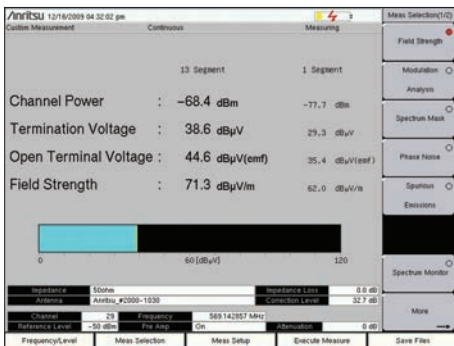 Anritsu 12/16/2009 04:32:02 pm
Custom Measurement Continuous Measuring
Meas Selection(1/2)
13 Segment 1 Segment
Channel Power : -68.4 dBm -77.7 dBm
Termination Voltage : 38.6 dBµV 29.3 dBµV
Open Terminal Voltage : 44.6 dBµV(emf) 35.4 dBµV(emf)
Field Strength : 71.3 dBµV/m 62.0 dBµV/m
0 60[dBµV] 120
Impedance 50ohm Impedance Loss 0.0 dB
Antenna Anritsu_#2000-1030 Correction Level 32.7 dB
Channel 29 Frequency 569.142857 MHz
Reference Level -50 dBm Pre Amp On Attenuation 0 dB
Field Strength
Modulation
Analysis
Spectrum Mask
Phase Noise
Spurious
Emissions
Spectrum Monitor
More
Frequency/Level Meas Selection Meas Setup Execute Measure Save Files